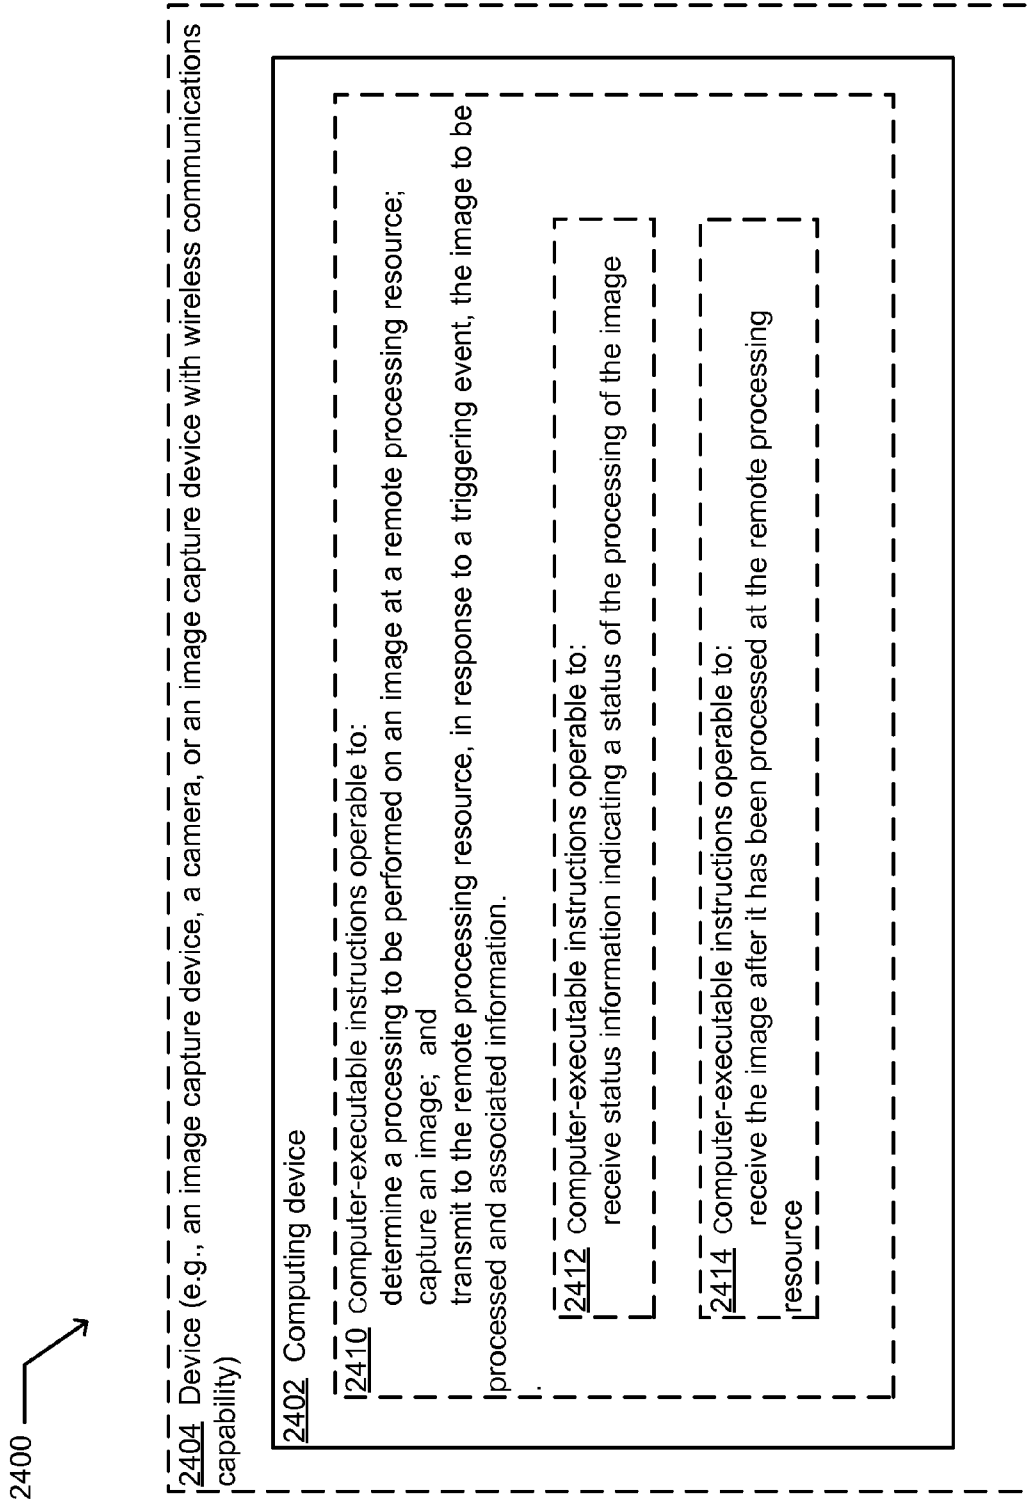 2400
2404 Device (e.g., an image capture device, a camera, or an image capture device with wireless communications
capability)
2402 Computing device
2410 Computer-executable instructions operable to:
determine a processing to be performed on an image at a remote processing resource;
capture an image; and
transmit to the remote processing resource, in response to a triggering event, the image to be
processed and associated information.
.
2412 Computer-executable instructions operable to:
receive status information indicating a status of the processing of the image
2414 Computer-executable instructions operable to:
receive the image after it has been processed at the remote processing
resource